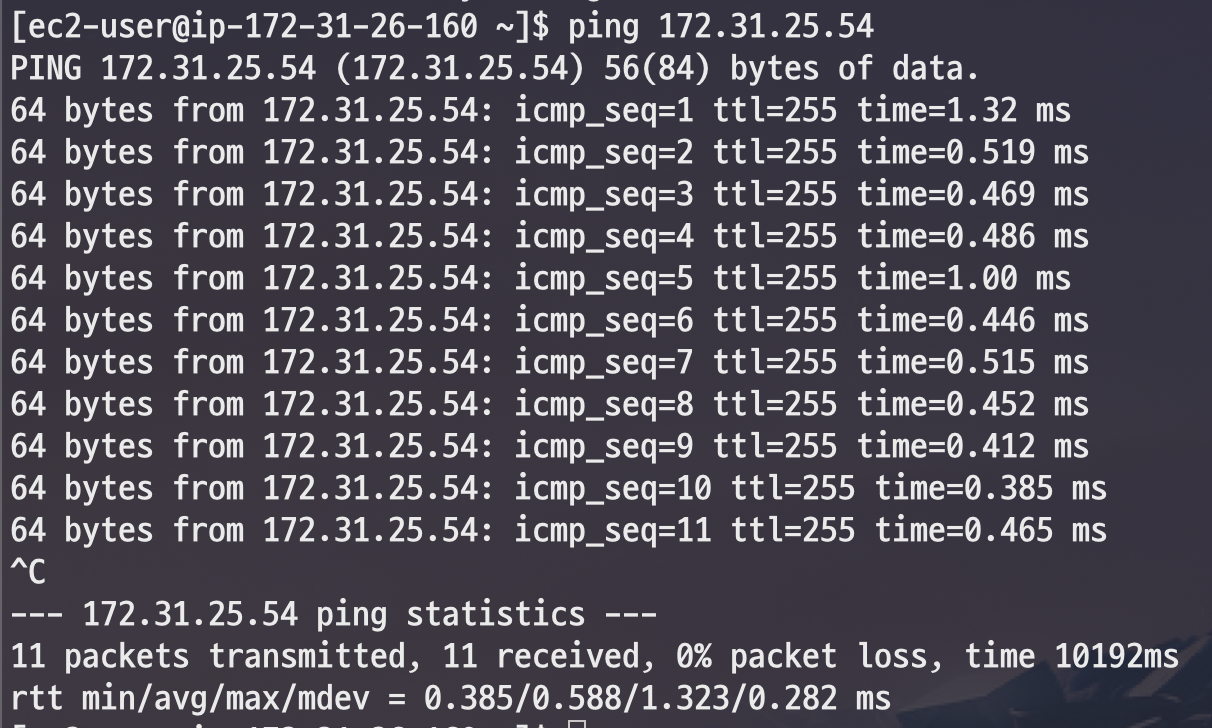 [ec2-user@ip-172-31-26-160 ~]$ ping 172.31.25.54
PING 172.31.25.54 (172.31.25.54) 56(84) bytes of data.
64 bytes from 172.31.25.54: icmp_seq=1 ttl=255 time=1.32 ms
64 bytes from 172.31.25.54: icmp_seq=2 ttl=255 time=0.519 ms
64 bytes from 172.31.25.54: icmp_seq=3 ttl=255 time=0.469 ms
64 bytes from 172.31.25.54: icmp_seq=4 ttl=255 time=0.486 ms
64 bytes from 172.31.25.54: icmp_seq=5 ttl=255 time=1.00 ms
64 bytes from 172.31.25.54: icmp_seq=6 ttl=255 time=0.446 ms
64 bytes from 172.31.25.54: icmp_seq=7 ttl=255 time=0.515 ms
64 bytes from 172.31.25.54: icmp_seq=8 ttl=255 time=0.452 ms
64 bytes from 172.31.25.54: icmp_seq=9 ttl=255 time=0.412 ms
64 bytes from 172.31.25.54: icmp_seq=10 ttl=255 time=0.385 ms
64 bytes from 172.31.25.54: icmp_seq=11 ttl=255 time=0.465 ms
^C
--- 172.31.25.54 ping statistics ---
11 packets transmitted, 11 received, 0% packet loss, time 10192ms
rtt min/avg/max/mdev = 0.385/0.588/1.323/0.282 ms